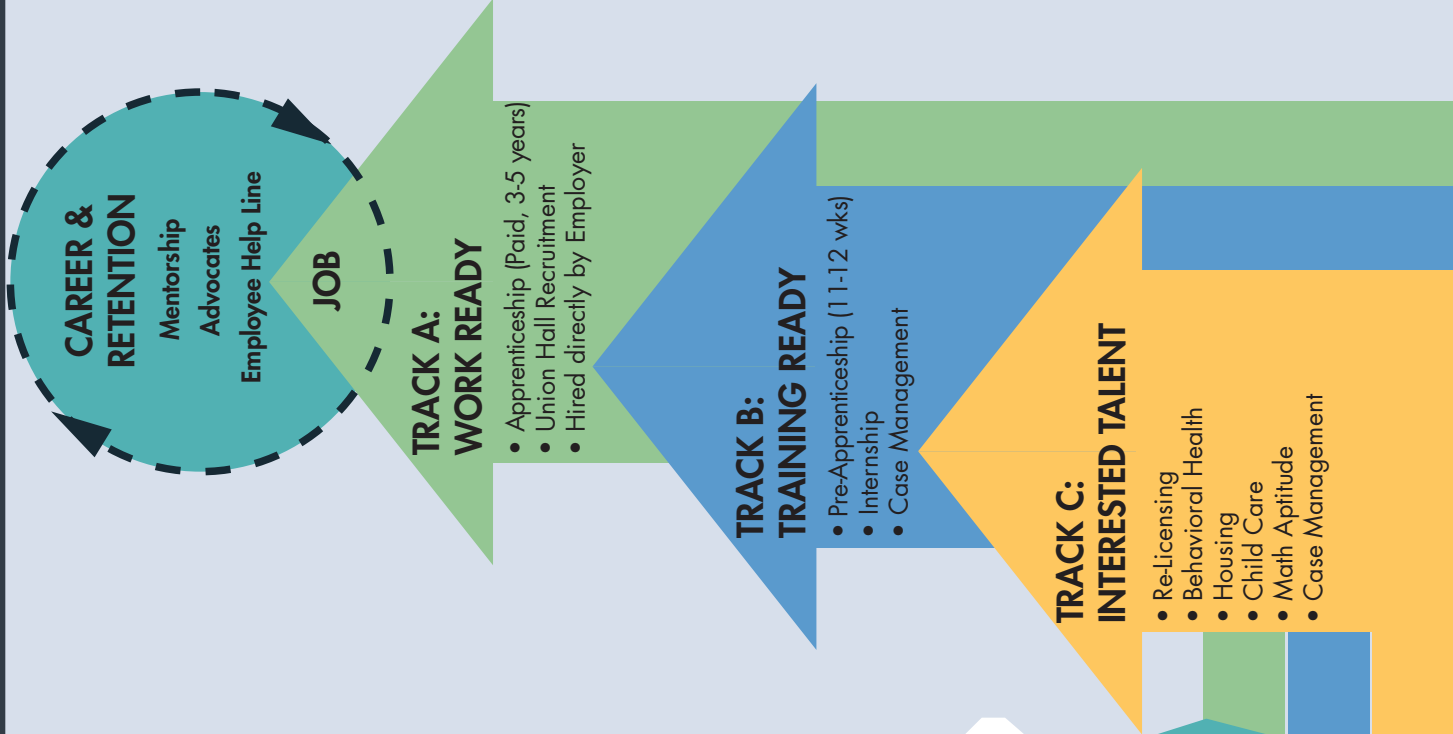 CAREER &
RETENTION
Mentorship
Advocates
Employee Help Line
JOB
TRACK A:
WORK READY
• Apprenticeship (Paid, 3-5 years)
• Union Hall Recruitment
• Hired directly by Employer
TRACK B:
TRAINING READY
• Pre-Apprenticeship (11-12 wks)
• Internship
• Case Management
TRACK C:
INTERESTED TALENT
• Re-Licensing
• Behavioral Health
• Housing
• Child Care
• Math Aptitude
• Case Management